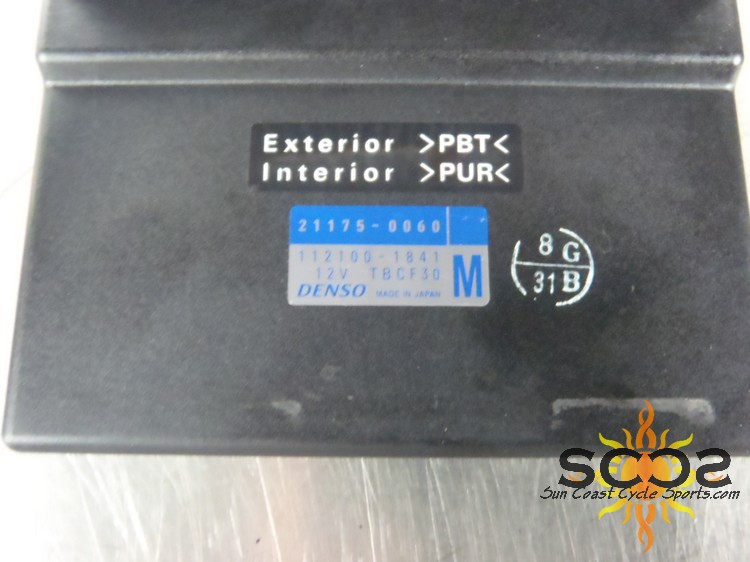 Exterior >PBT<
Interior >PUR<
21175-0060
112100-1841
12V TBCF30
M
DENSO MADE IN JAPAN
8 G
31 B
SCCS
Sun Coast Cycle Sports.com